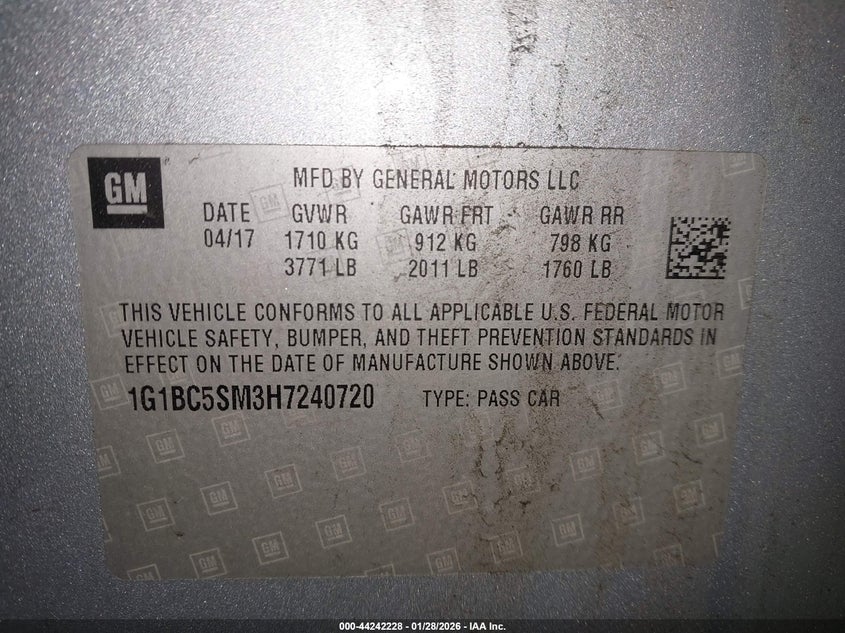 GM
MFD BY GENERAL MOTORS LLC
DATE GVWR GAWR FRT GAWR RR
04/17 1710 KG 912 KG 798 KG
3771 LB 2011 LB 1760 LB
THIS VEHICLE CONFORMS TO ALL APPLICABLE U.S. FEDERAL MOTOR
VEHICLE SAFETY, BUMPER, AND THEFT PREVENTION STANDARDS IN
EFFECT ON THE DATE OF MANUFACTURE SHOWN ABOVE.
1G1BC5SM3H7240720 TYPE: PASS CAR
000-44242228 - 01/28/2026 - IAA Inc.